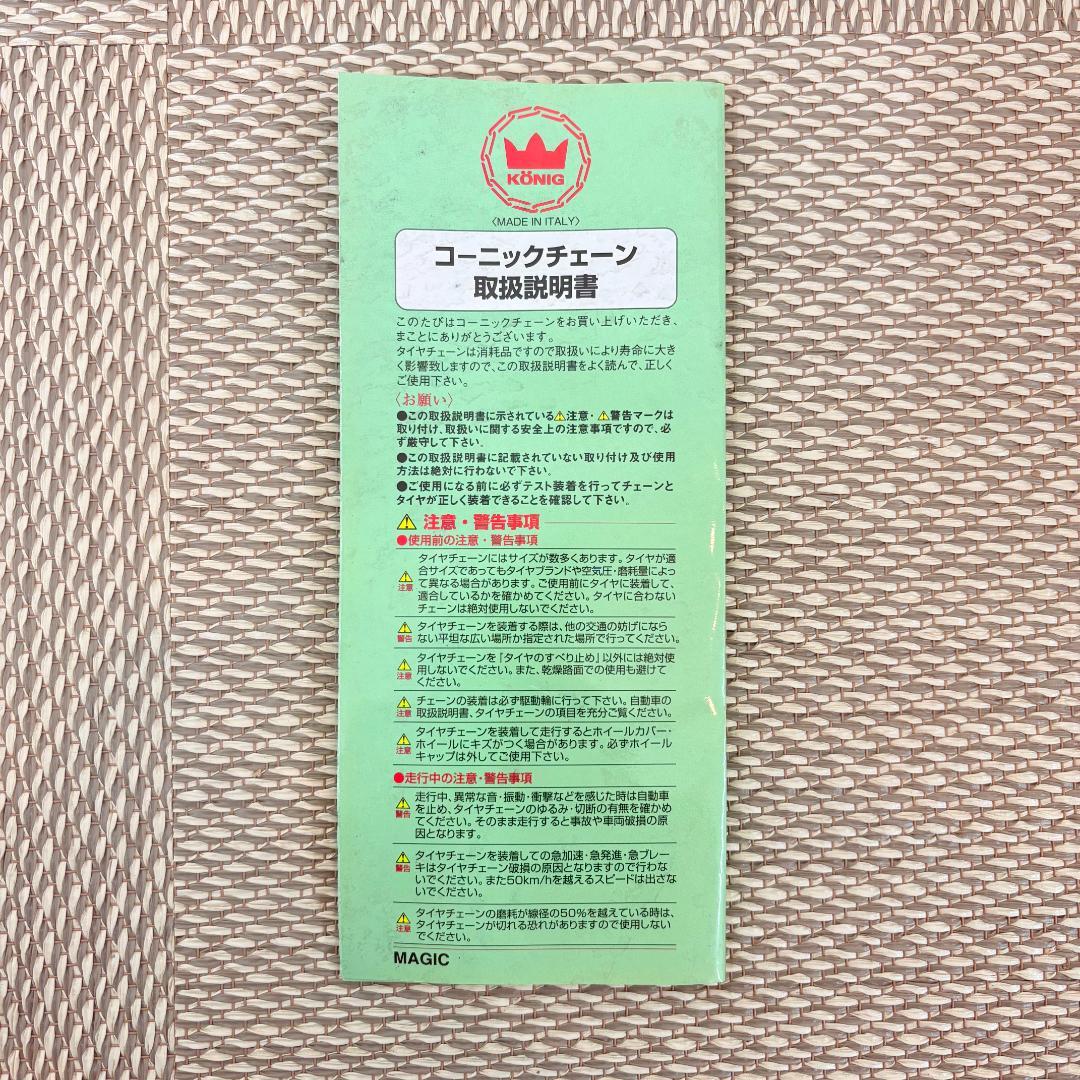 KÖNIG
〈MADE IN ITALY〉
コーニックチェーン
取扱説明書
このたびはコーニックチェーンをお買い上げいただき、
まことにありがとうございます。
タイヤチェーンは消耗品ですので取扱いにより寿命に大き
く影響致しますので、この取扱説明書をよく読んで、正しく
ご使用下さい。
〈お願い〉
●この取扱説明書に示されている⚠注意・⚠警告マークは
取り付け、取扱いに関する安全上の注意事項ですので、必
ず厳守して下さい。
●この取扱説明書に記載されていない取り付け及び使用
方法は絶対に行わないで下さい。
●ご使用になる前に必ずテスト装着を行ってチェーンと
タイヤが正しく装着できることを確認して下さい。
⚠ 注意・警告事項
●使用前の注意・警告事項
タイヤチェーンにはサイズが数多くあります。タイヤが適
合サイズであってもタイヤブランドや空気圧・磨耗量によっ
⚠注意 て異なる場合があります。ご使用前にタイヤに装着して、
適合しているかを確かめてください。タイヤに合わない
チェーンは絶対使用しないでください。
⚠警告 タイヤチェーンを装着する際は、他の交通の妨げになら
ない平坦な広い場所か指定された場所で行ってください。
タイヤチェーンを「タイヤのすべり止め」以外には絶対使
⚠注意 用しないでください。また、乾燥路面での使用も避けて
ください。
⚠注意 チェーンの装着は必ず駆動輪に行って下さい。自動車の
取扱説明書、タイヤチェーンの項目を充分ご覧ください。
タイヤチェーンを装着して走行するとホイールカバー・
⚠注意 ホイールにキズがつく場合があります。必ずホイール
キャップは外してご使用下さい。
●走行中の注意・警告事項
走行中、異常な音・振動・衝撃などを感じた時は自動車
⚠警告 を止め、タイヤチェーンのゆるみ・切断の有無を確かめ
てください。そのまま走行すると事故や車両破損の原
因となります。
タイヤチェーンを装着しての急加速・急発進・急ブレー
⚠警告 キはタイヤチェーン破損の原因となりますので行わな
いでください。また50km/hを越えるスピードは出さな
いでください。
タイヤチェーンの磨耗が線径の50%を越えている時は、
⚠注意 タイヤチェーンが切れる恐れがありますので使用しない
でください。
MAGIC